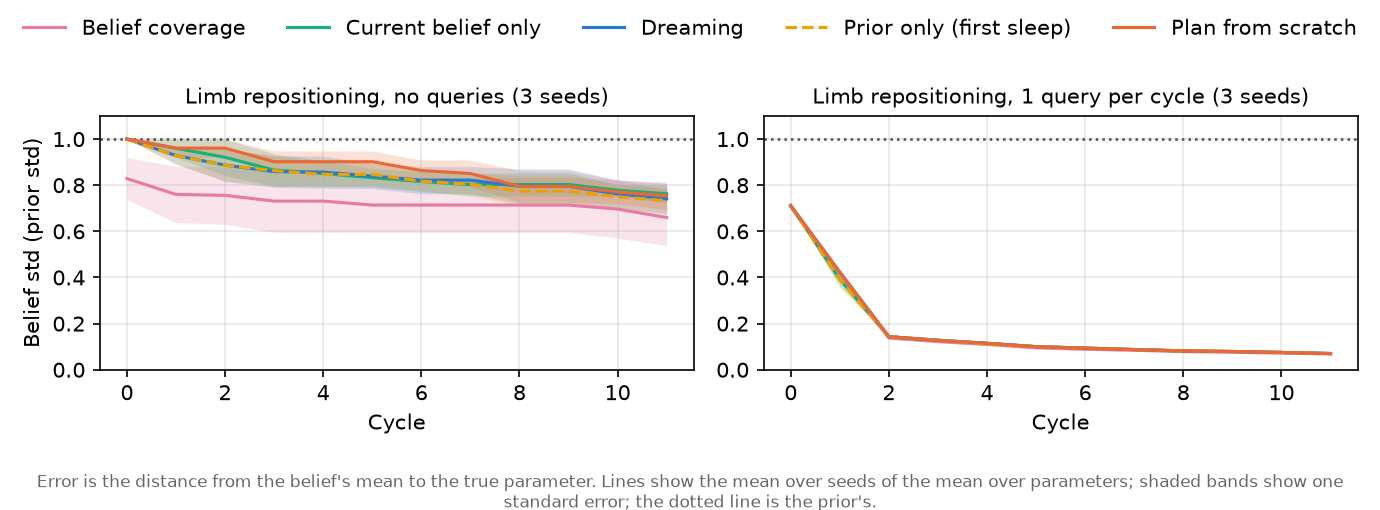 Belief coverage Current belief only Dreaming Prior only (first sleep) Plan from scratch
Limb repositioning, no queries (3 seeds)
Belief std (prior std)
1.0
0.8
0.6
0.4
0.2
0.0
0 2 4 6 8 10
Cycle
Limb repositioning, 1 query per cycle (3 seeds)
1.0
0.8
0.6
0.4
0.2
0.0
0 2 4 6 8 10
Cycle
Error is the distance from the belief's mean to the true parameter. Lines show the mean over seeds of the mean over parameters; shaded bands show one
standard error; the dotted line is the prior's.